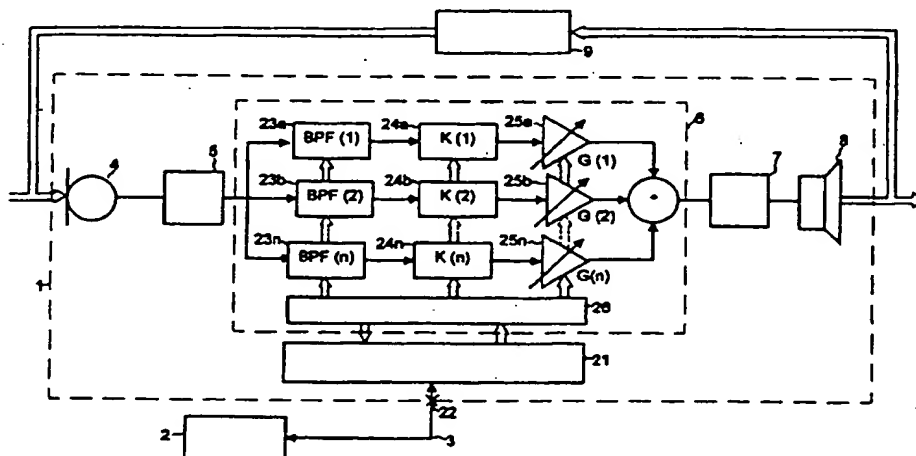 9
23a 24a 25a 6
BPF (1) K (1) G (1)
4 5 7 8
23b 24b 25b
BPF (2) K (2) G (2)
23n 24n 25n
BPF (n) K (n) G(n)
1
26
21
22
2 3